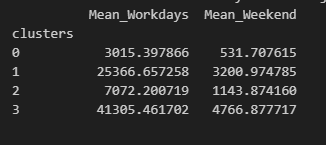 Mean_Workdays Mean_Weekend
clusters
0 3015.397866 531.707615
1 25366.657258 3200.974785
2 7072.200719 1143.874160
3 41305.461702 4766.877717